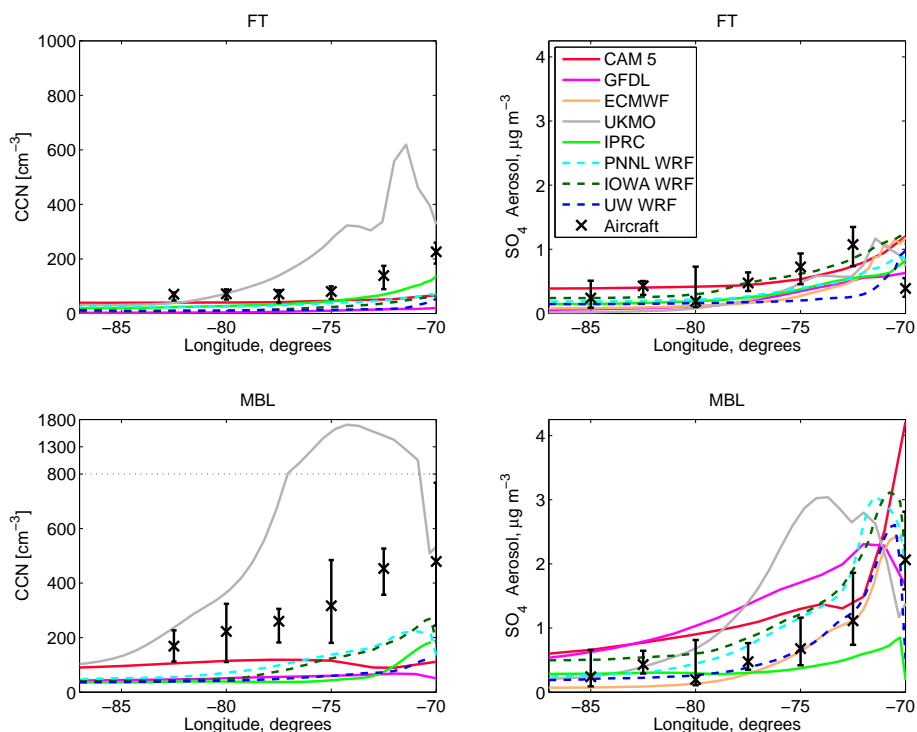 FT
1000
800
600
400
200
0
CCN [cm⁻³]
−85
−80
−75
−70
Longitude, degrees
FT
4
3
2
1
0
SO₄ Aerosol, µg m⁻³
CAM 5
GFDL
ECMWF
UKMO
IPRC
PNNL WRF
IOWA WRF
UW WRF
Aircraft
−85
−80
−75
−70
Longitude, degrees
MBL
1800
1300
800
600
400
200
0
CCN [cm⁻³]
−85
−80
−75
−70
Longitude, degrees
MBL
4
3
2
1
0
SO₄ Aerosol, µg m⁻³
−85
−80
−75
−70
Longitude, degrees